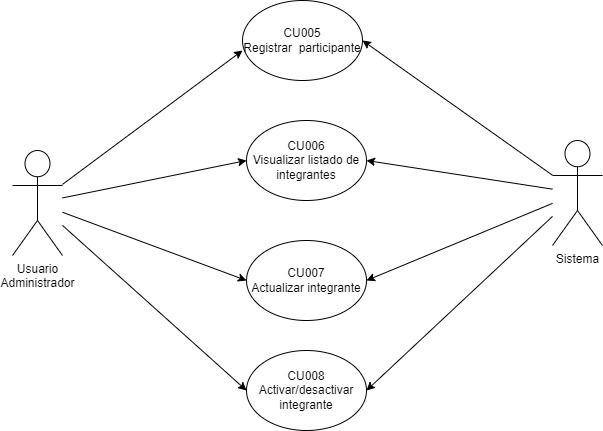 CU005
Registrar participante
CU006
Visualizar listado de
integrantes
Usuario
Administrador
Sistema
CU007
Actualizar integrante
CU008
Activar/desactivar
integrante